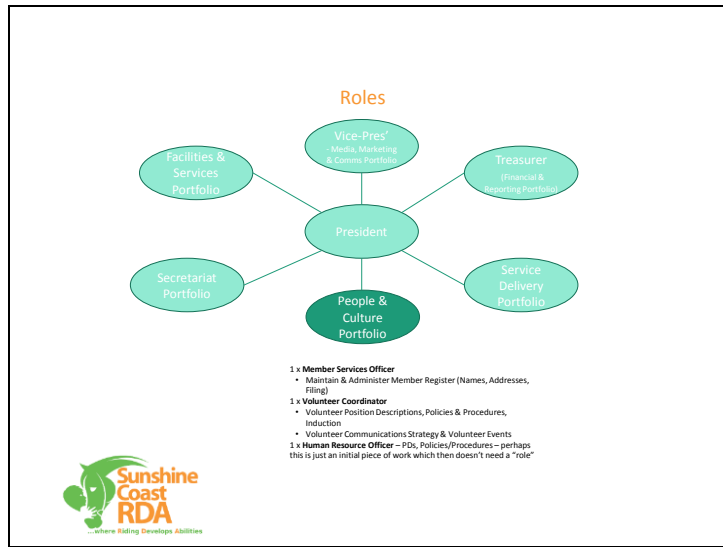 Roles
Vice-Pres’
- Media, Marketing
& Comms Portfolio
Facilities &
Services
Portfolio
Treasurer
(Financial &
Reporting Portfolio)
President
Secretariat
Portfolio
Service
Delivery
Portfolio
People &
Culture
Portfolio
1 x Member Services Officer
• Maintain & Administer Member Register (Names, Addresses,
Filing)
1 x Volunteer Coordinator
• Volunteer Position Descriptions, Policies & Procedures,
Induction
• Volunteer Communications Strategy & Volunteer Events
1 x Human Resource Officer – PDs, Policies/Procedures – perhaps
this is just an initial piece of work which then doesn’t need a “role”
Sunshine
Coast
RDA
...where Riding Develops Abilities